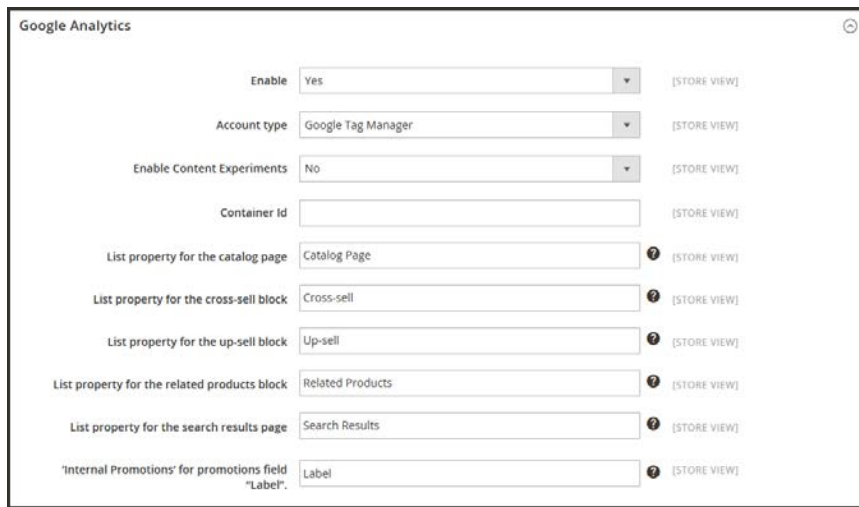 Google Analytics
Enable Yes [STORE VIEW]
Account type Google Tag Manager [STORE VIEW]
Enable Content Experiments No [STORE VIEW]
Container Id [STORE VIEW]
List property for the catalog page Catalog Page ? [STORE VIEW]
List property for the cross-sell block Cross-sell ? [STORE VIEW]
List property for the up-sell block Up-sell ? [STORE VIEW]
List property for the related products block Related Products ? [STORE VIEW]
List property for the search results page Search Results ? [STORE VIEW]
'Internal Promotions' for promotions field
"Label". Label ? [STORE VIEW]